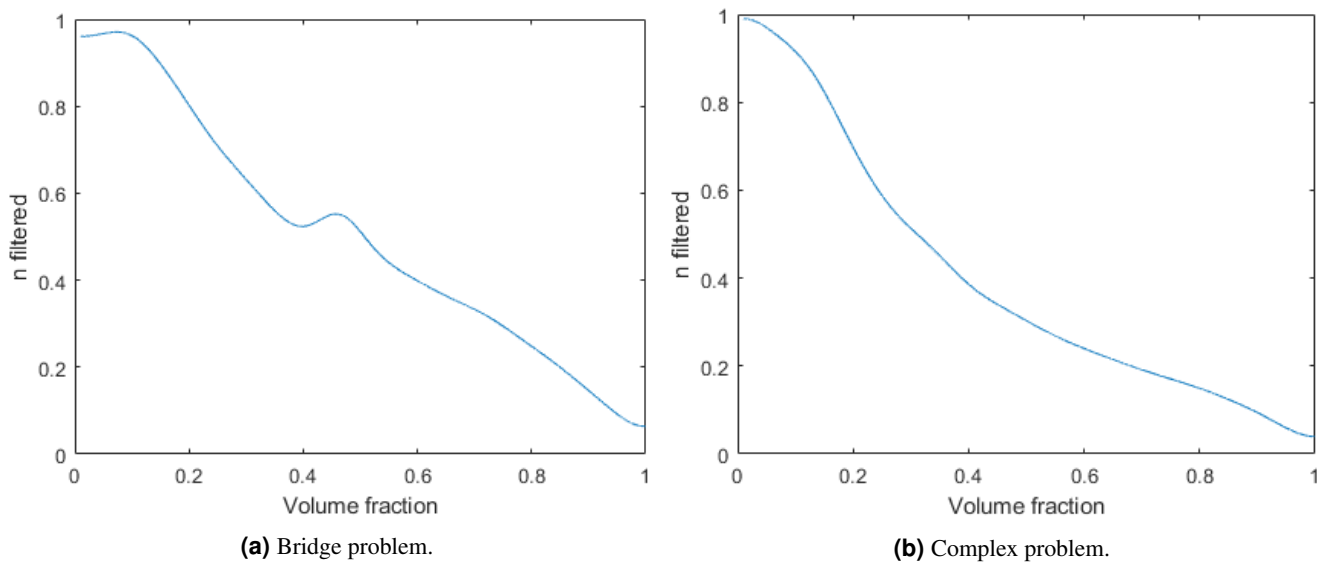 1
0.8
0.6
0.4
0.2
0
n filtered
0 0.2 0.4 0.6 0.8 1
Volume fraction
(a) Bridge problem.
1
0.8
0.6
0.4
0.2
0
n filtered
0 0.2 0.4 0.6 0.8 1
Volume fraction
(b) Complex problem.